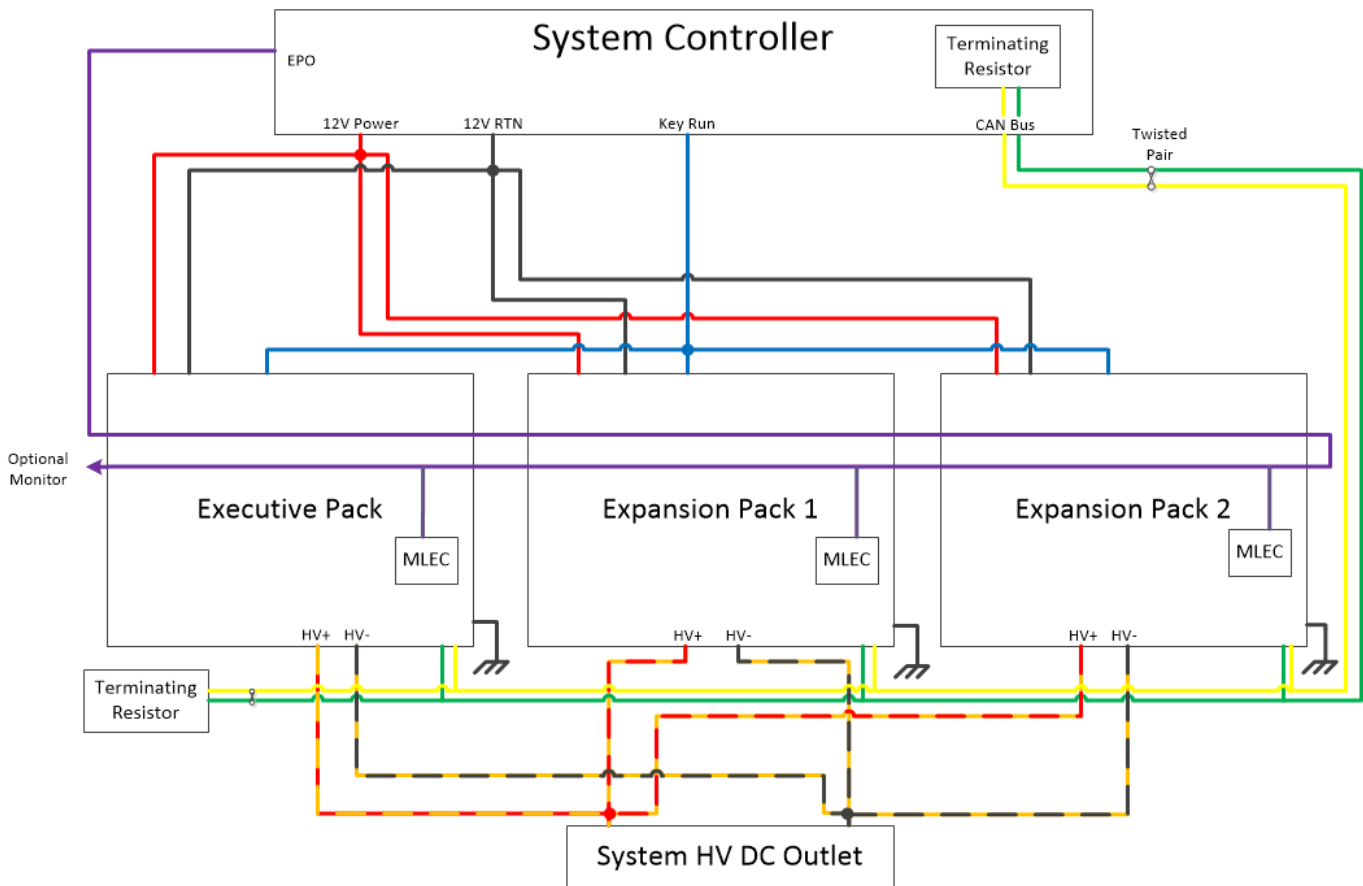 System Controller
Terminating
Resistor
EPO
12V Power
12V RTN
Key Run
CAN Bus
Twisted
Pair
Optional
Monitor
Executive Pack
Expansion Pack 1
Expansion Pack 2
MLEC
MLEC
MLEC
HV+
HV-
HV+
HV-
HV+
HV-
Terminating
Resistor
System HV DC Outlet